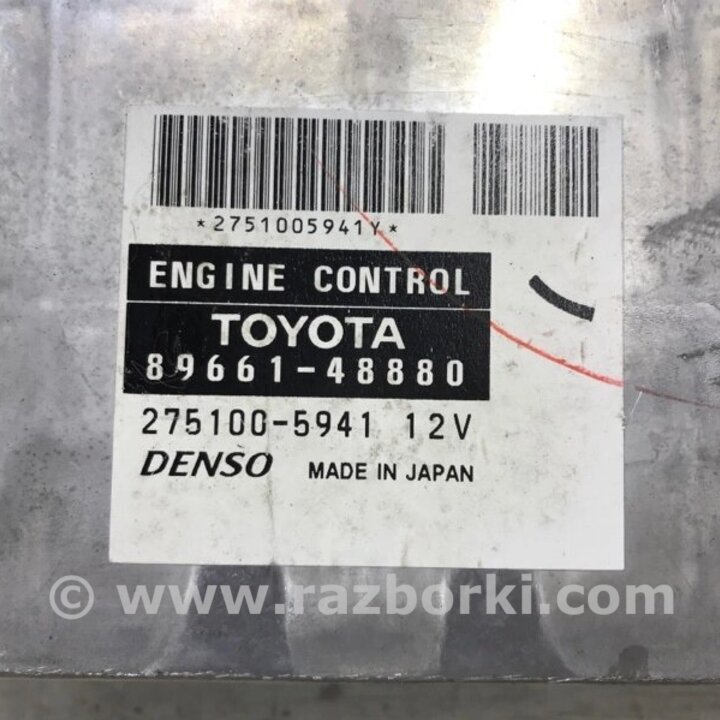 *2751005941Y*
ENGINE CONTROL
TOYOTA
89661-48880
275100-5941 12V
DENSO MADE IN JAPAN
© www.razborki.com